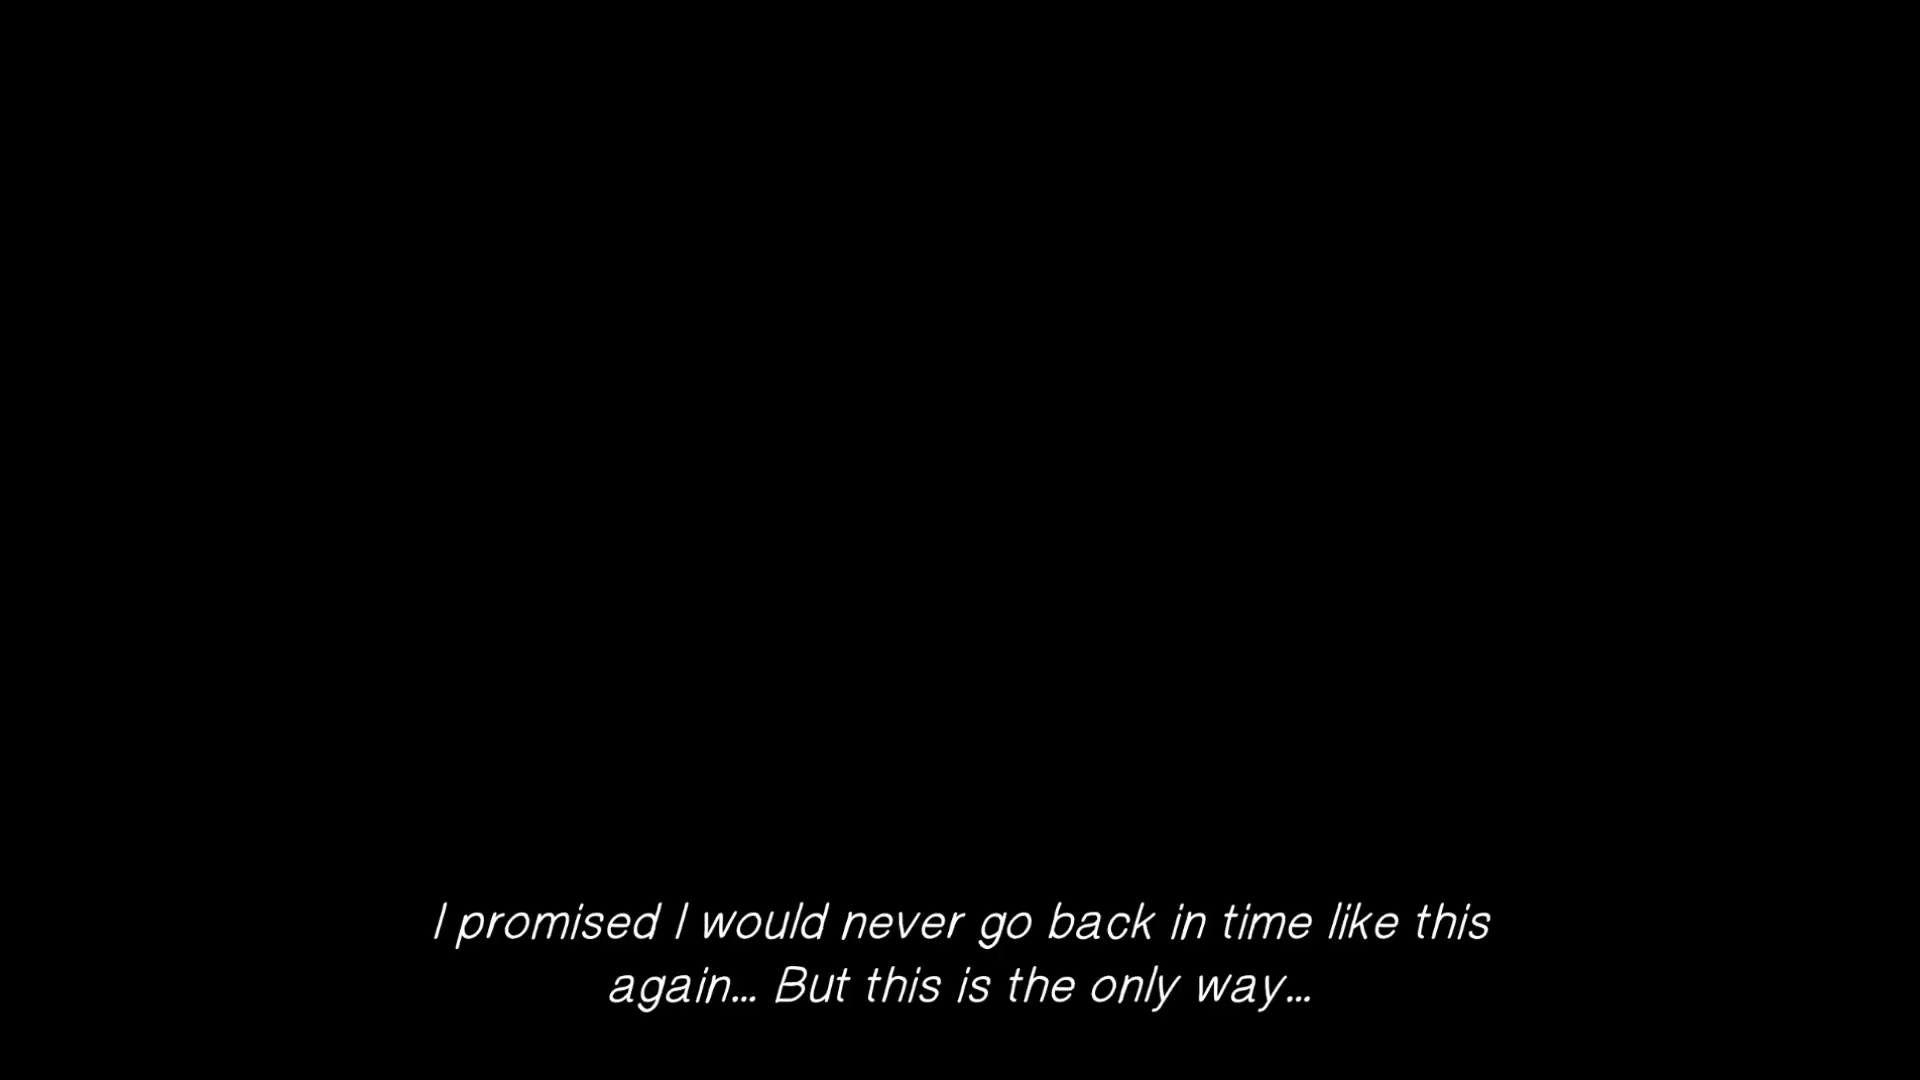 I promised I would never go back in time like this
again... But this is the only way...